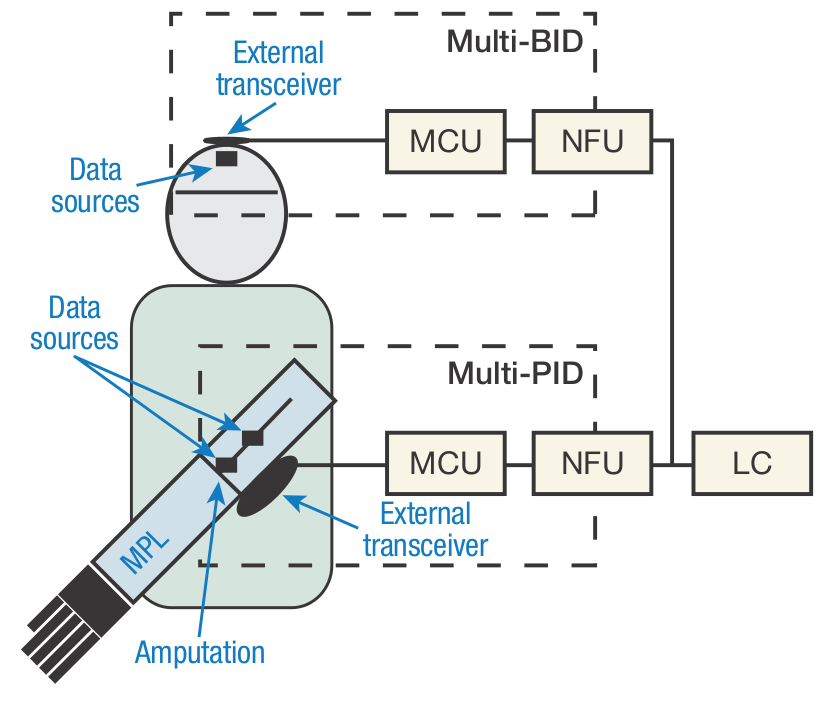 Multi-BID
External
transceiver
MCU
NFU
Data
sources
Data
sources
Multi-PID
MCU
NFU
LC
External
transceiver
MPL
Amputation